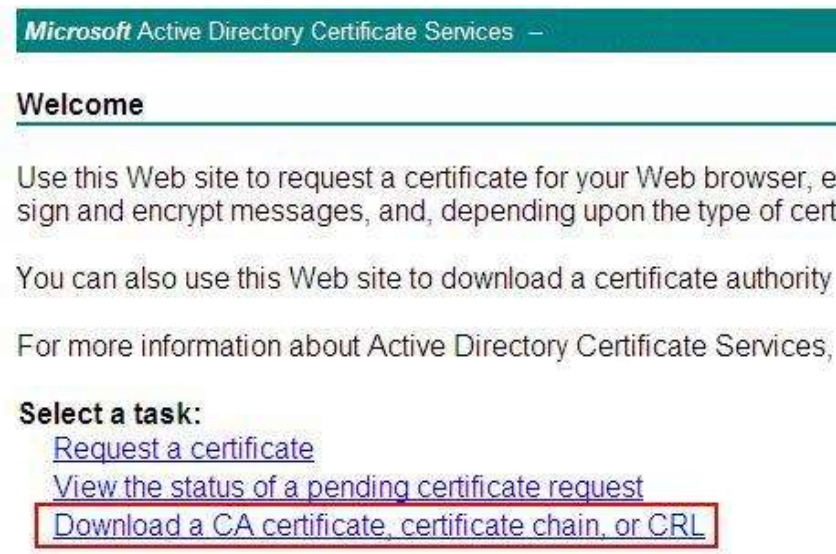 Microsoft Active Directory Certificate Services –
Welcome
Use this Web site to request a certificate for your Web browser, e
sign and encrypt messages, and, depending upon the type of cert
You can also use this Web site to download a certificate authority
For more information about Active Directory Certificate Services,
Select a task:
Request a certificate
View the status of a pending certificate request
Download a CA certificate, certificate chain, or CRL